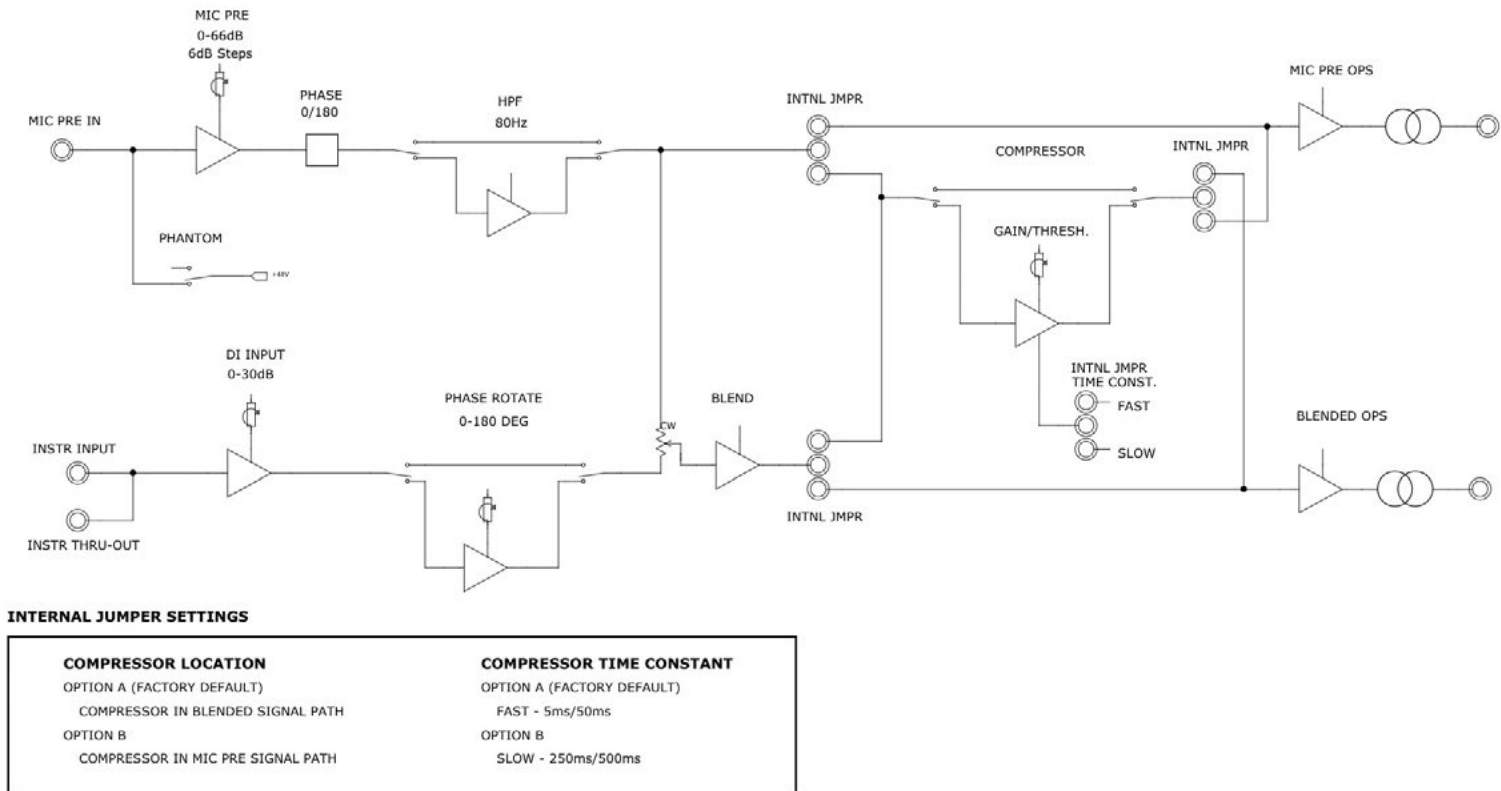 MIC PRE
0-66dB
6dB Steps
MIC PRE IN
PHASE
0/180
HPF
80Hz
INTNL JMPR
MIC PRE OPS
COMPRESSOR
INTNL JMPR
PHANTOM
+48V
GAIN/THRESH.
DI INPUT
0-30dB
INTNL JMPR
TIME CONST.
FAST
SLOW
PHASE ROTATE
0-180 DEG
CW
BLEND
BLENDED OPS
INSTR INPUT
INSTR THRU-OUT
INTNL JMPR
INTERNAL JUMPER SETTINGS
COMPRESSOR LOCATION
OPTION A (FACTORY DEFAULT)
COMPRESSOR IN BLENDED SIGNAL PATH
OPTION B
COMPRESSOR IN MIC PRE SIGNAL PATH
COMPRESSOR TIME CONSTANT
OPTION A (FACTORY DEFAULT)
FAST - 5ms/50ms
OPTION B
SLOW - 250ms/500ms